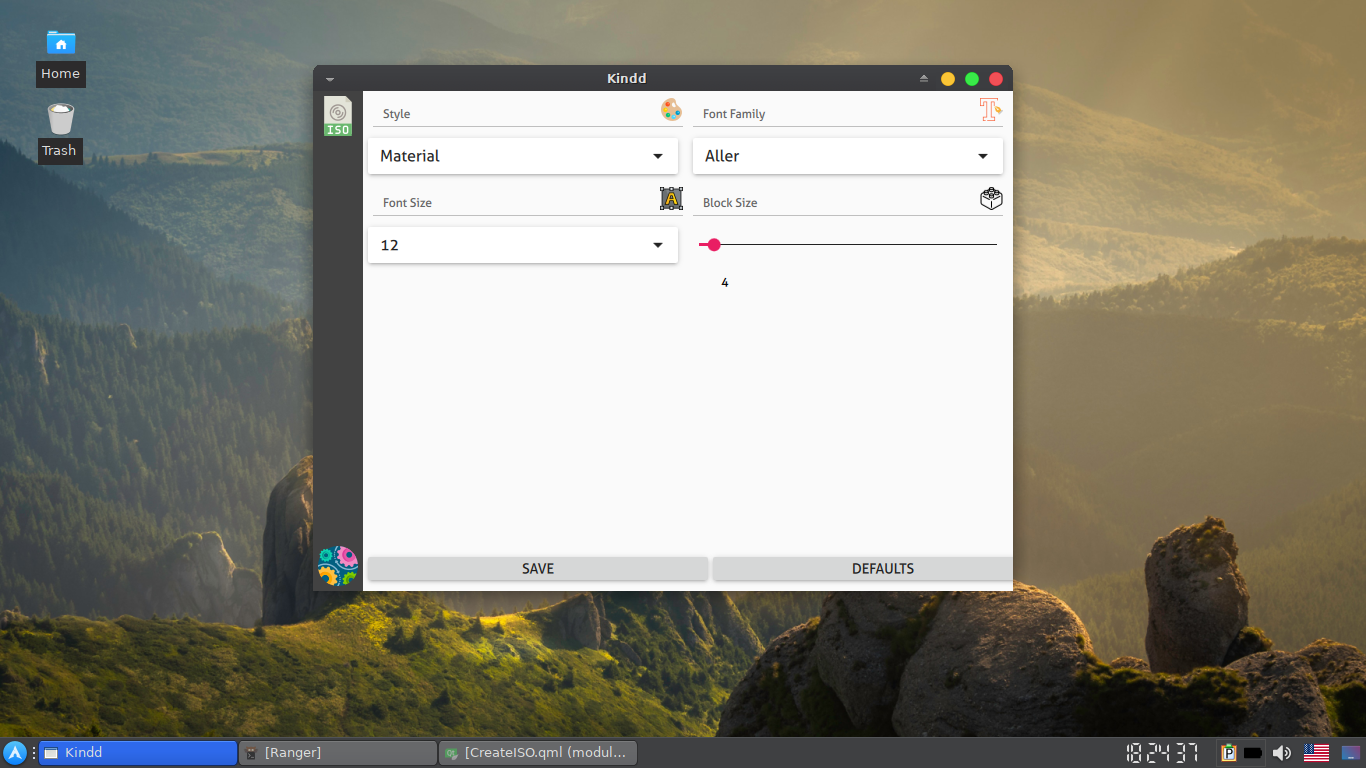 Home
Trash
Kindd
ISO
Style
Font Family
Material
Aller
Font Size
A
Block Size
12
4
SAVE
DEFAULTS
Kindd
[Ranger]
[CreateISO.qml (modul...
18:24:37
P